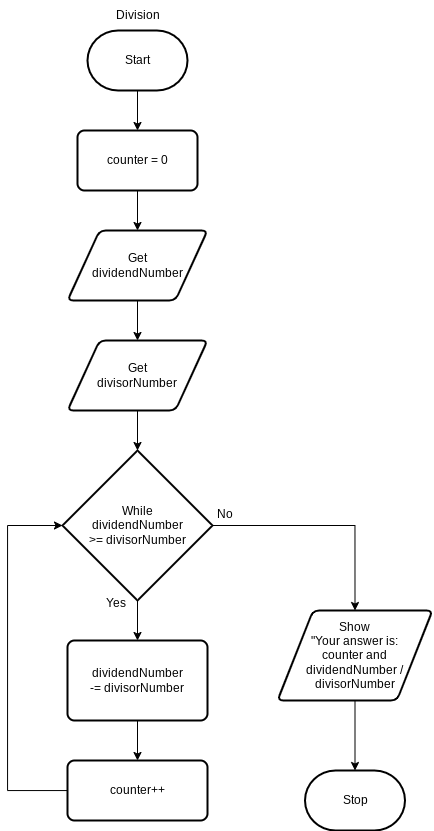 Division
Start
counter = 0
Get
dividendNumber
Get
divisorNumber
While
dividendNumber
>= divisorNumber
No
Yes
dividendNumber
-= divisorNumber
counter++
Show
"Your answer is:
counter and
dividendNumber /
divisorNumber
Stop